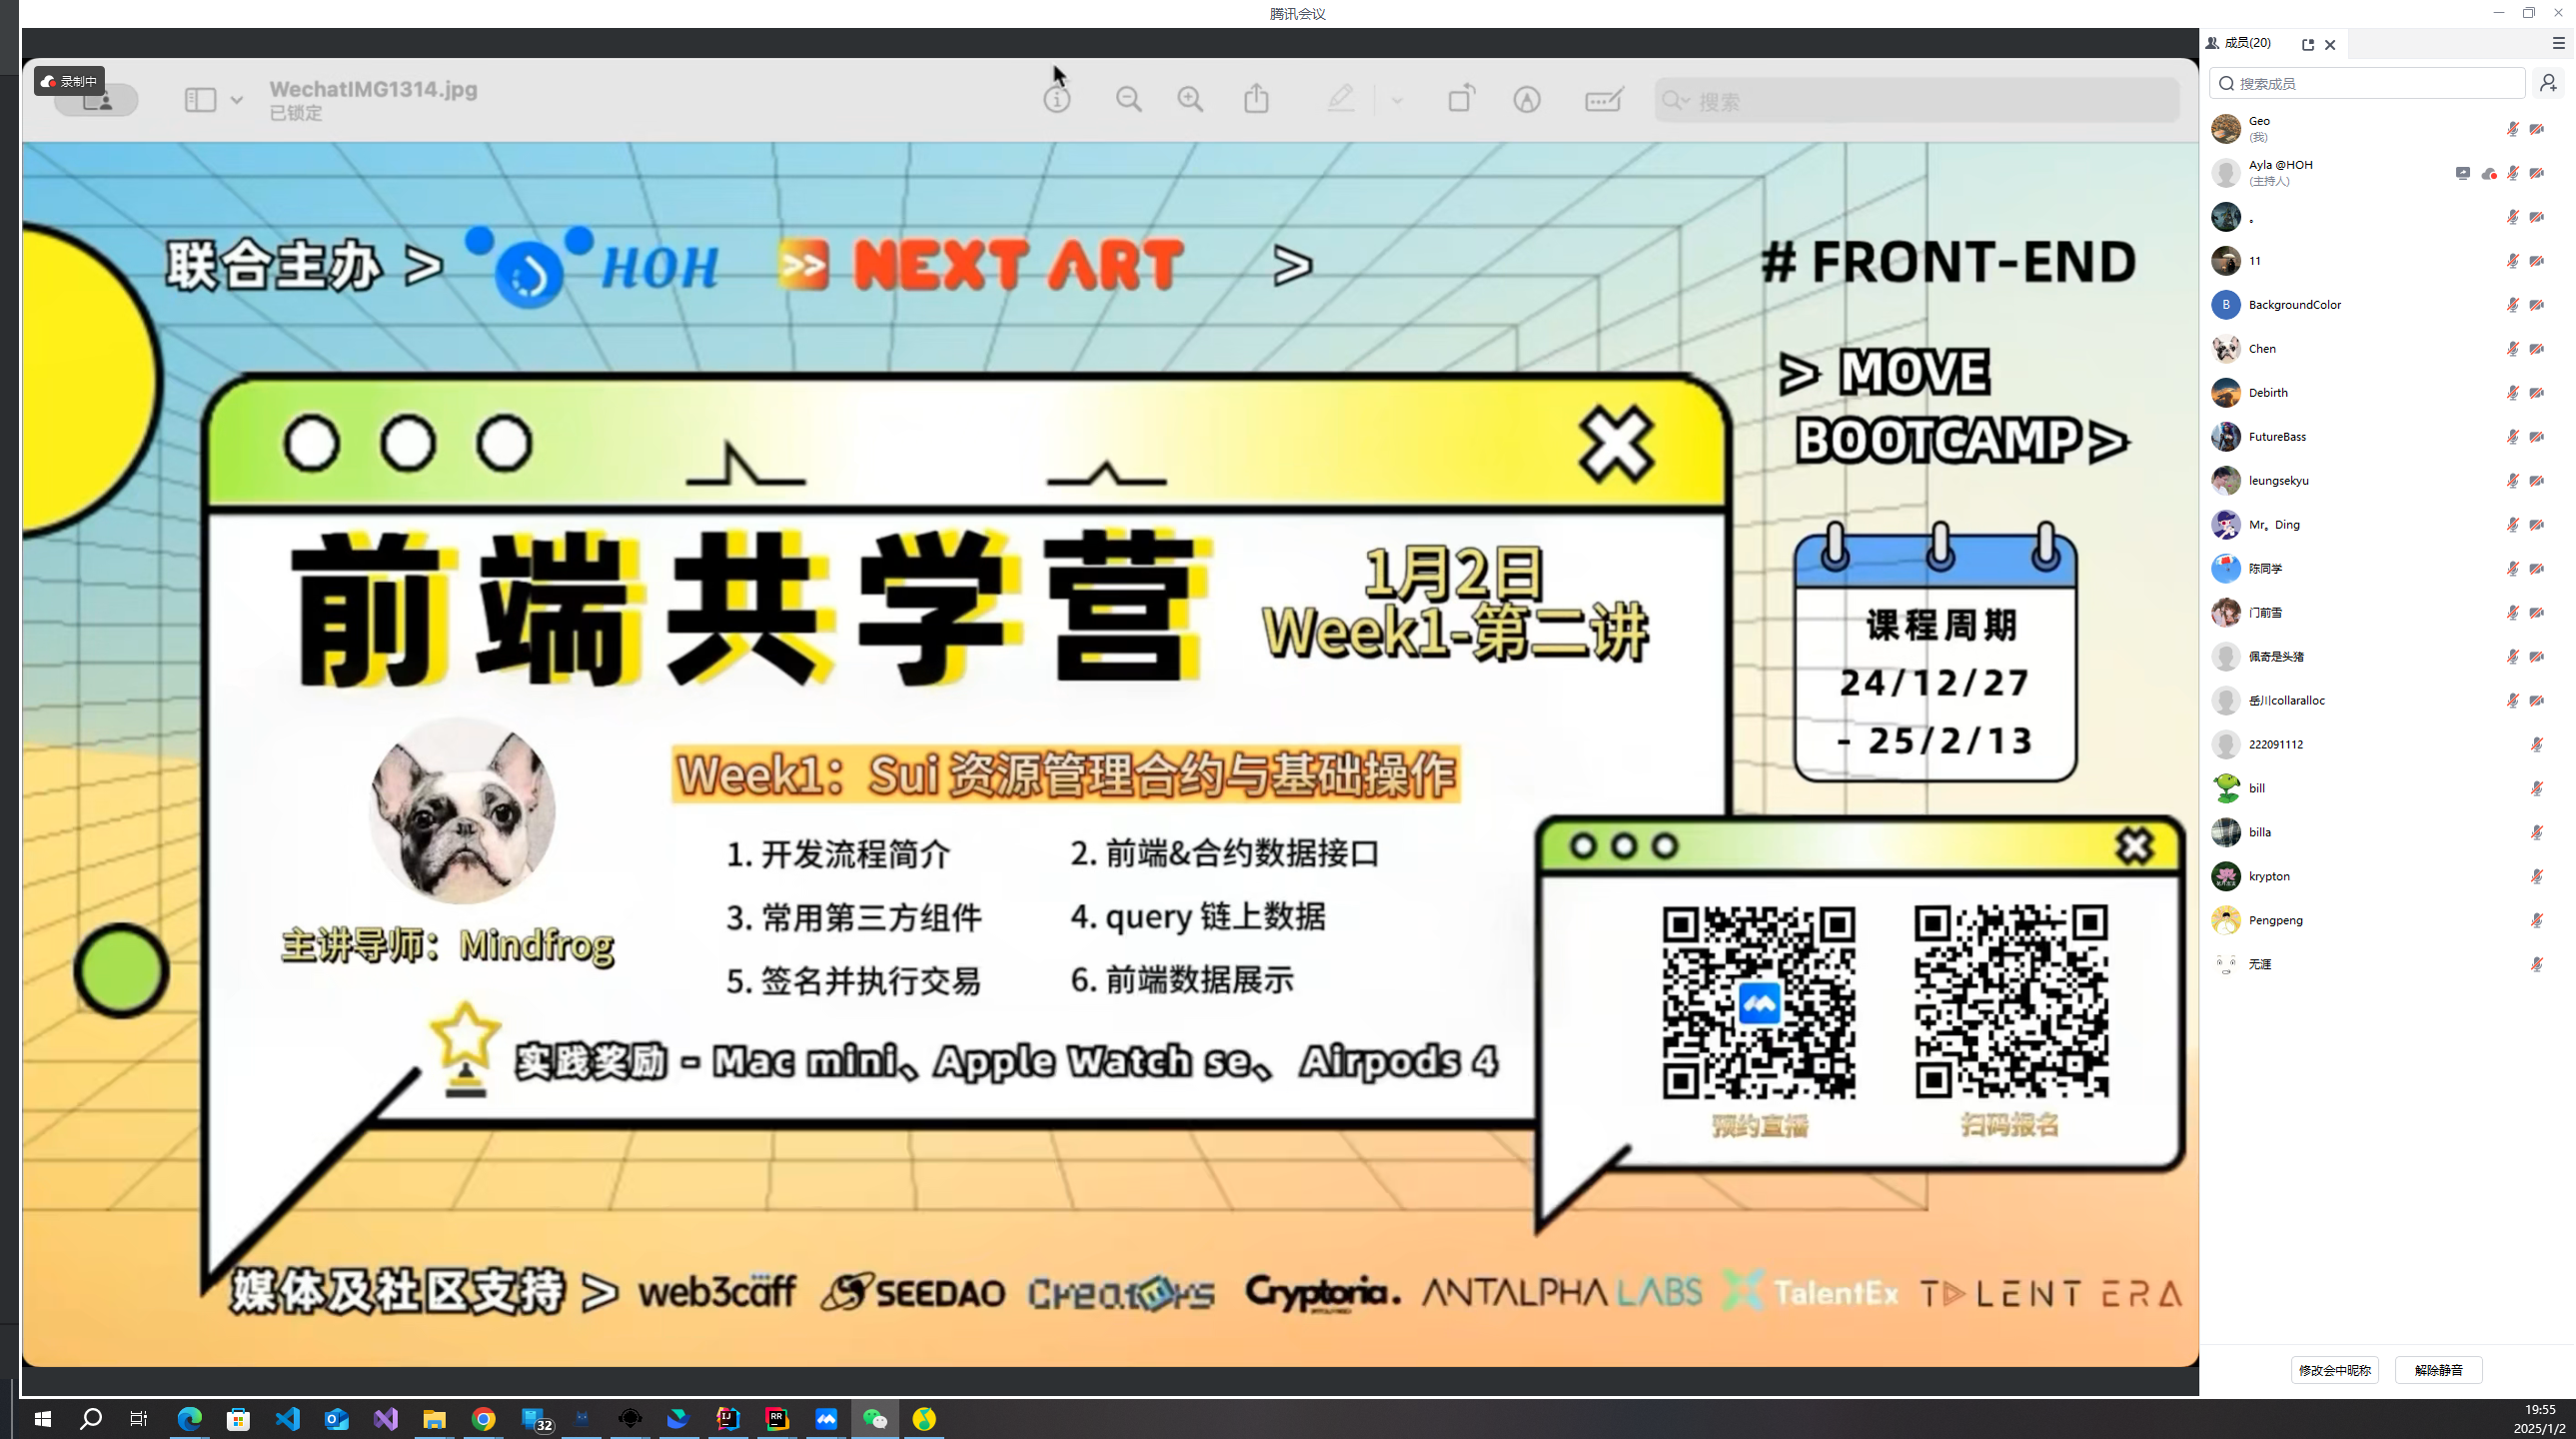 腾讯会议
录制中
WechatIMG1314.jpg
已锁定
搜索
联合主办 > HOH >> NEXT ART >
# FRONT-END
> MOVE
BOOTCAMP>
前端共学营
1月2日
Week1-第二讲
课程周期
24/12/27
- 25/2/13
Week1：Sui 资源管理合约与基础操作
1. 开发流程简介
2. 前端&合约数据接口
3. 常用第三方组件
4. query 链上数据
5. 签名并执行交易
6. 前端数据展示
主讲导师：Mindfrog
实践奖励 - Mac mini、Apple Watch se、 Airpods 4
预约直播
扫码报名
媒体及社区支持 > web3caff SEEDAO Creators Cryptoria. ANTALPHA LABS TalentEx TALENT ERA
成员(20)
搜索成员
Geo
(我)
Ayla @HOH
(主持人)
。
11
B BackgroundColor
Chen
Debirth
FutureBass
leungsekyu
Mr。Ding
陈同学
门前雪
佩奇是头猪
岳川collaralloc
222091112
bill
billa
krypton
Pengpeng
无涯
修改会中昵称
解除静音
32
IJ
RR
19:55
2025/1/2